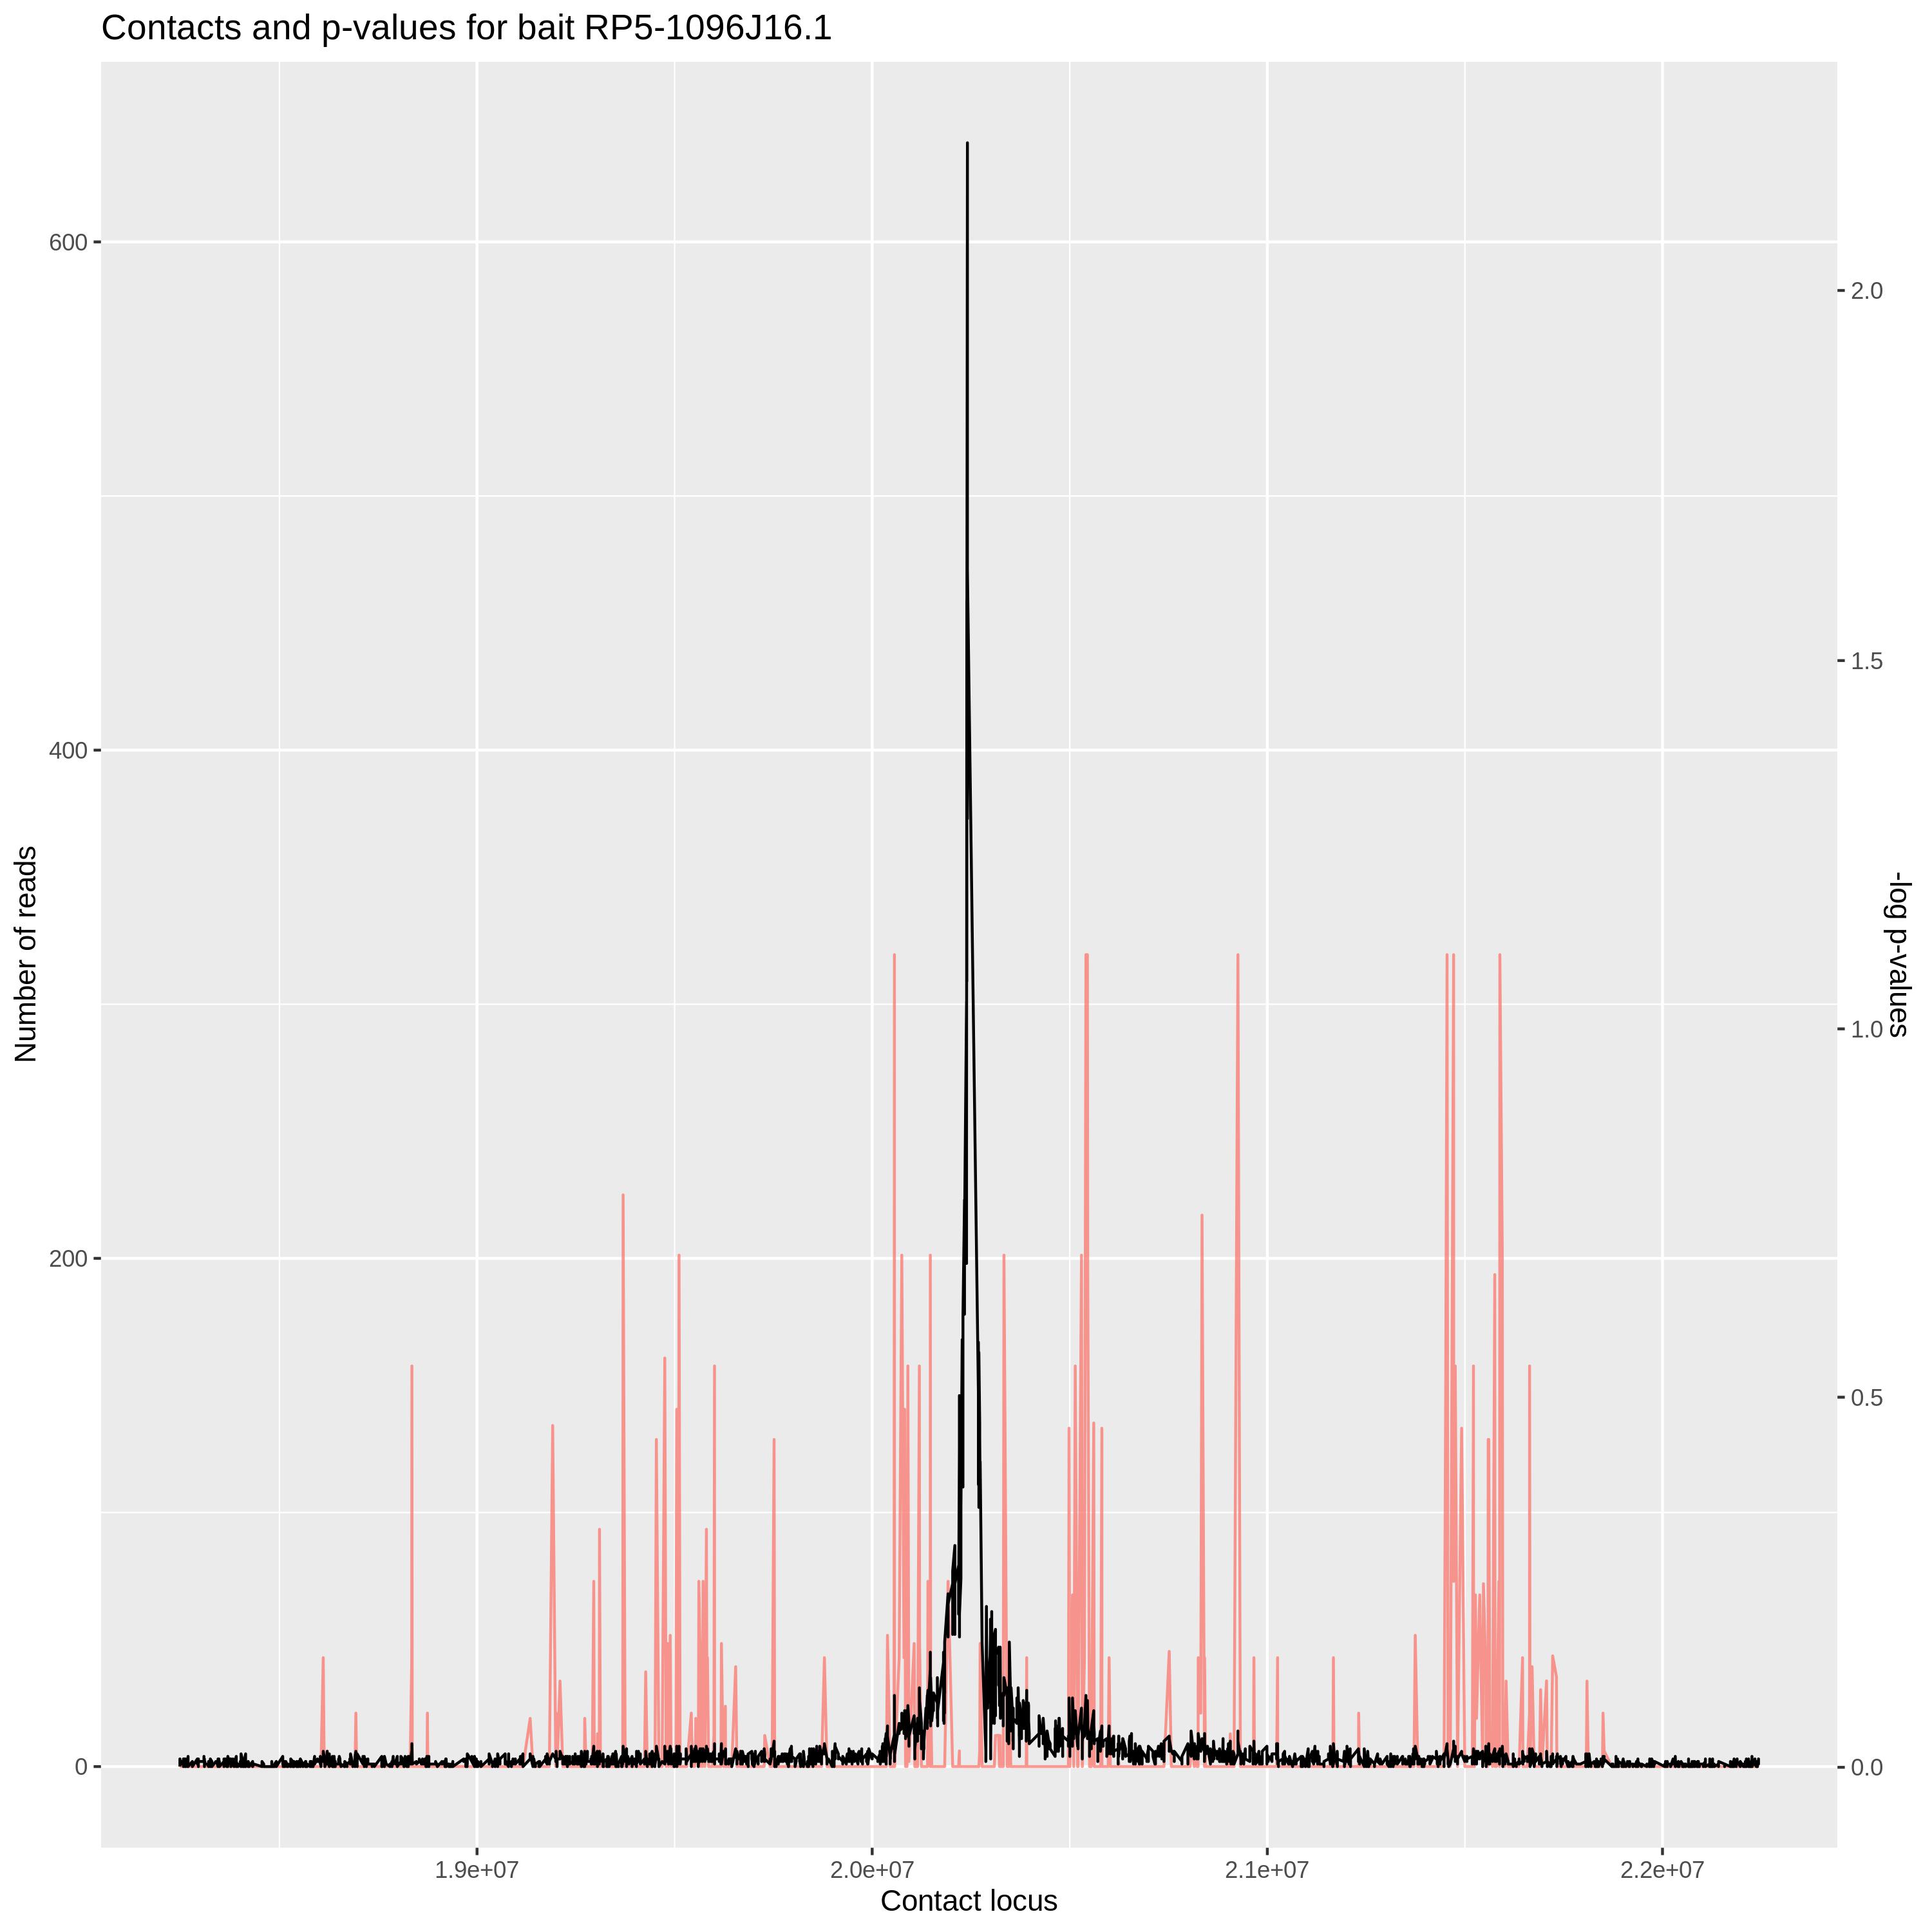 Contacts and p-values for bait RP5-1096J16.1
600
400
200
0
Number of reads
2.0
1.5
1.0
0.5
0.0
-log p-values
1.9e+07
2.0e+07
2.1e+07
2.2e+07
Contact locus